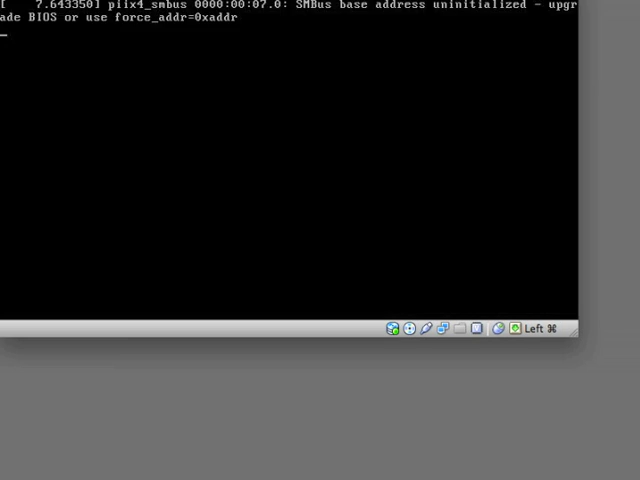 [    7.643350] piix4_smbus 0000:00:07.0: SMBus base address uninitialized - upgr
ade BIOS or use force_addr=0xaddr
Left ⌘